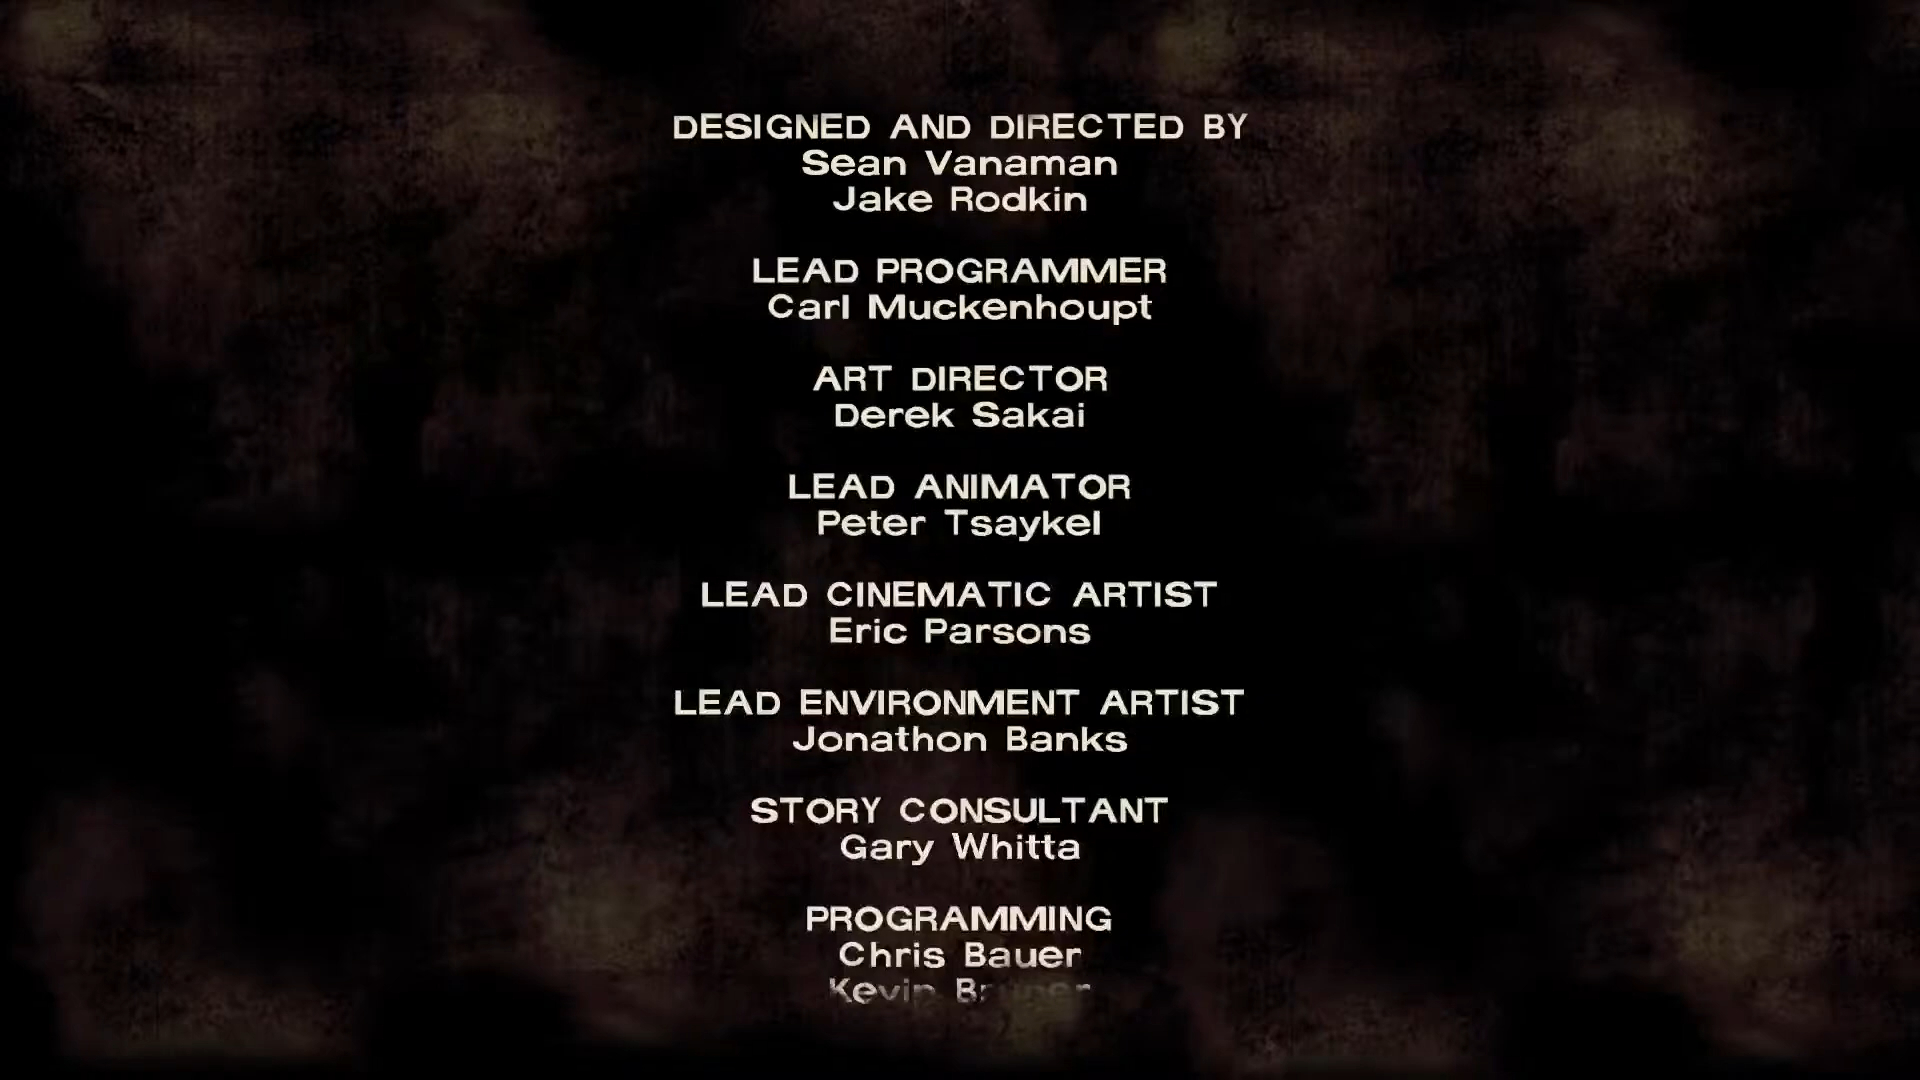 DESIGNED AND DIRECTED BY
Sean Vanaman
Jake Rodkin
LEAD PROGRAMMER
Carl Muckenhoupt
ART DIRECTOR
Derek Sakai
LEAD ANIMATOR
Peter Tsaykel
LEAD CINEMATIC ARTIST
Eric Parsons
LEAD ENVIRONMENT ARTIST
Jonathon Banks
STORY CONSULTANT
Gary Whitta
PROGRAMMING
Chris Bauer
Kevin